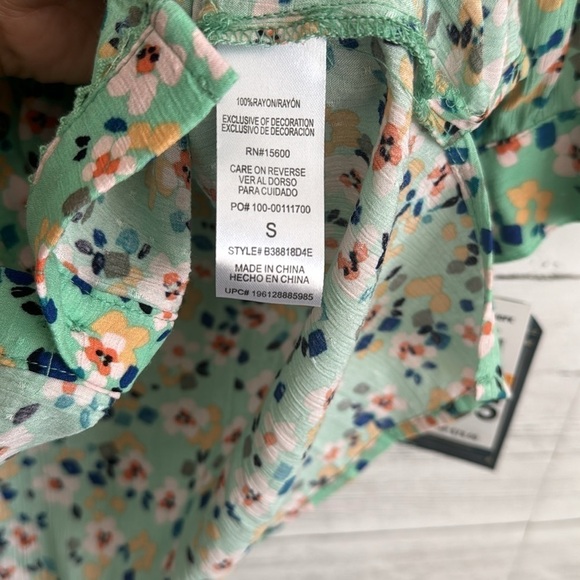 100%RAYON/RAYÓN
EXCLUSIVE OF DECORATION
EXCLUSIVO DE DECORACIÓN
RN#15600
CARE ON REVERSE
VER AL DORSO
PARA CUIDADO
PO# 100-00111700
S
STYLE# B38818D4E
MADE IN CHINA
HECHO EN CHINA
UPC# 196128885985